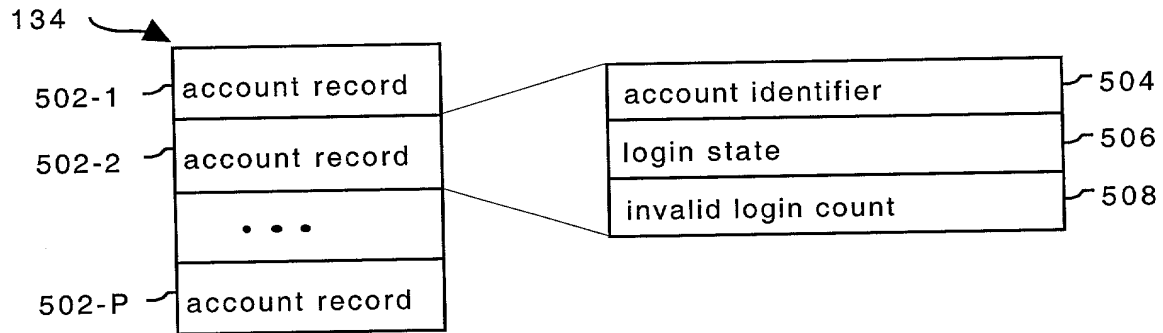 134
502-1 account record
502-2 account record
• • •
502-P account record
account identifier 504
login state 506
invalid login count 508